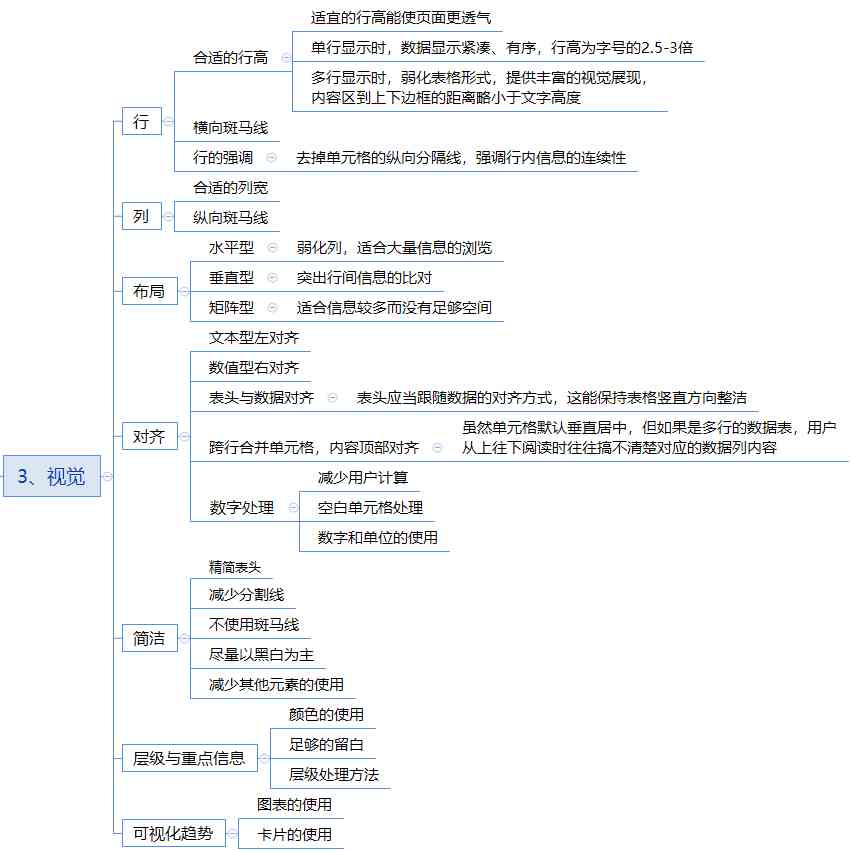 适宜的行高能使页面更透气
合适的行高
单行显示时，数据显示紧凑、有序，行高为字号的2.5-3倍
多行显示时，弱化表格形式，提供丰富的视觉展现，
内容区到上下边框的距离略小于文字高度
行
横向斑马线
行的强调
去掉单元格的纵向分隔线，强调行内信息的连续性
合适的列宽
列
纵向斑马线
水平型
弱化列，适合大量信息的浏览
布局
垂直型
突出行间信息的比对
矩阵型
适合信息较多而没有足够空间
文本型左对齐
数值型右对齐
表头与数据对齐
表头应当跟随数据的对齐方式，这能保持表格竖直方向整洁
对齐
跨行合并单元格，内容顶部对齐
虽然单元格默认垂直居中，但如果是多行的数据表，用户
从上往下阅读时往往搞不清楚对应的数据列内容
3、视觉
数字处理
减少用户计算
空白单元格处理
数字和单位的使用
精简表头
减少分割线
简洁
不使用斑马线
尽量以黑白为主
减少其他元素的使用
颜色的使用
层级与重点信息
足够的留白
层级处理方法
图表的使用
可视化趋势
卡片的使用